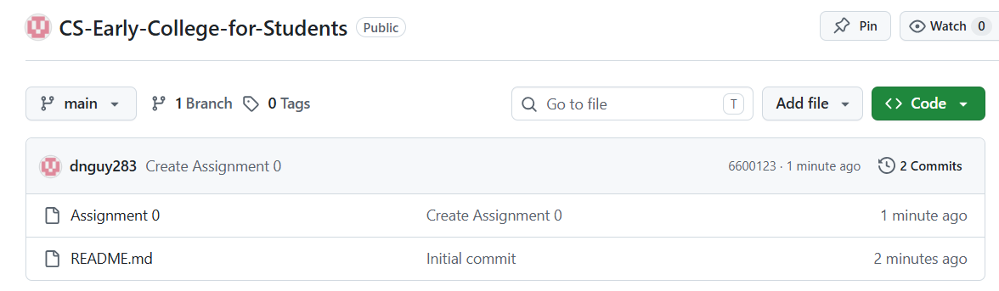 CS-Early-College-for-Students Public Pin Watch 0
main 1 Branch 0 Tags Go to file T Add file Code
dnguy283 Create Assignment 0 6600123 · 1 minute ago 2 Commits
Assignment 0 Create Assignment 0 1 minute ago
README.md Initial commit 2 minutes ago